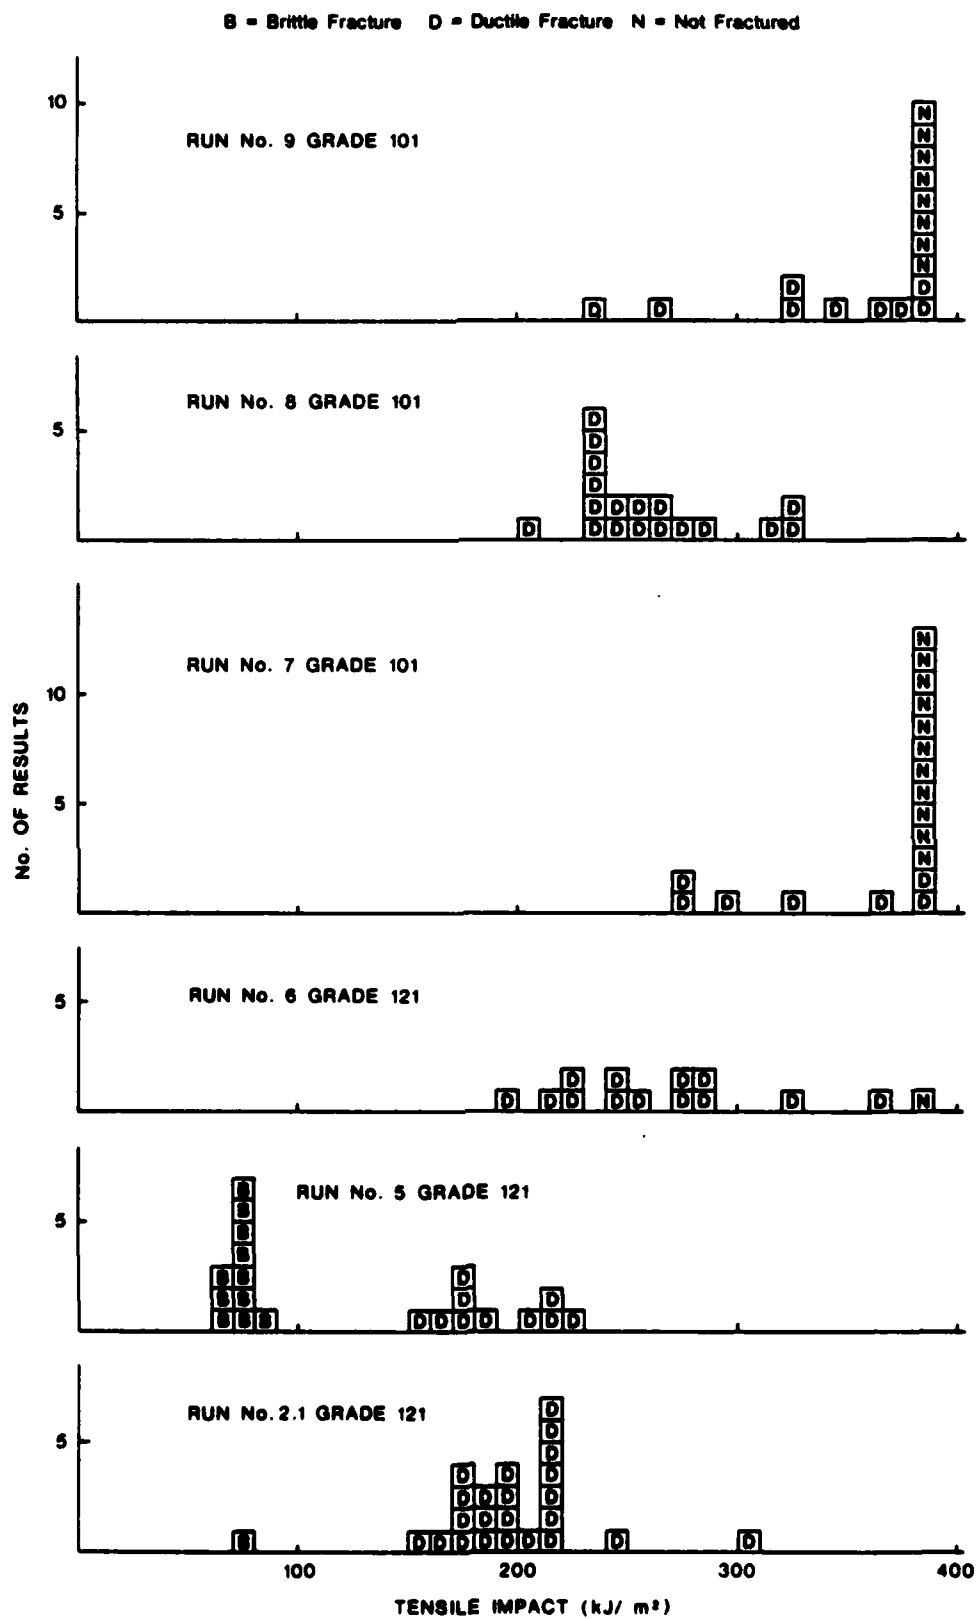 B = Brittle Fracture D = Ductile Fracture N = Not Fractured
10
RUN No. 9 GRADE 101
5
N
N
N
N
N
N
N
N
D D
D D D D D D D
RUN No. 8 GRADE 101
5
D
D
D
D
D D D D D
D D D D D D D D D
RUN No. 7 GRADE 101
10
5
N
N
N
N
N
N
N
N
N
N
N
D D
D D D D D
No. OF RESULTS
RUN No. 6 GRADE 121
5
D D D D
D D D D D D D D D N
RUN No. 5 GRADE 121
5
B
B
B
B
B B D
B B D D
B B B D D D D D D D
RUN No. 2.1 GRADE 121
5
D
D
D
D D D
D D D D
D D D D
B D D D D D D D D D
100 200 300 400
TENSILE IMPACT (kJ/ m²)